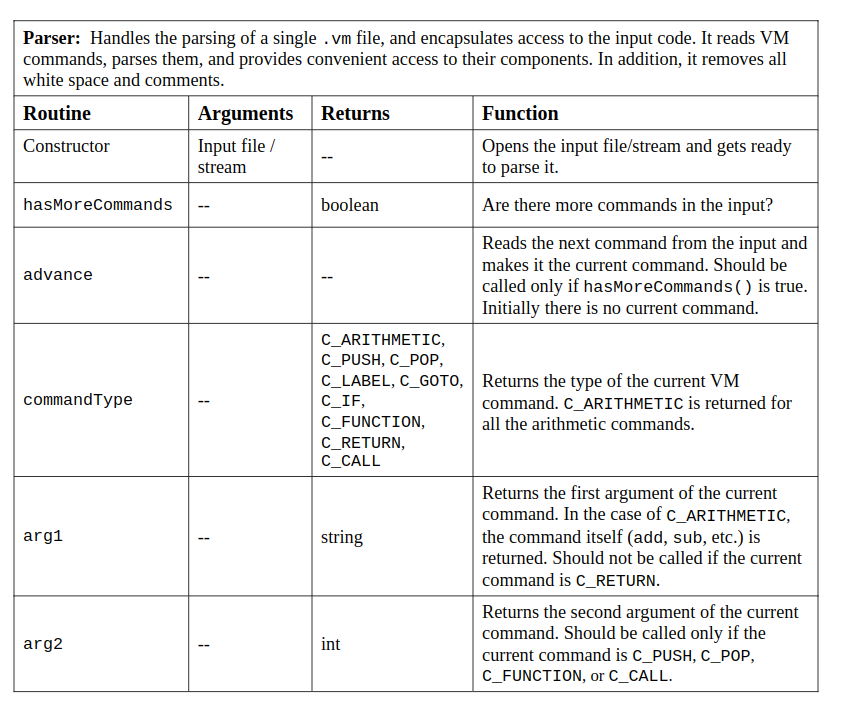 Parser: Handles the parsing of a single .vm file, and encapsulates access to the input code. It reads VM
commands, parses them, and provides convenient access to their components. In addition, it removes all
white space and comments.
Routine Arguments Returns Function
Constructor
Input file /
stream
--
Opens the input file/stream and gets ready
to parse it.
hasMoreCommands -- boolean Are there more commands in the input?
advance
--
--
Reads the next command from the input and
makes it the current command. Should be
called only if hasMoreCommands() is true.
Initially there is no current command.
commandType
--
C_ARITHMETIC,
C_PUSH, C_POP,
C_LABEL, C_GOTO,
C_IF,
C_FUNCTION,
C_RETURN,
C_CALL
Returns the type of the current VM
command. C_ARITHMETIC is returned for
all the arithmetic commands.
arg1
--
string
Returns the first argument of the current
command. In the case of C_ARITHMETIC,
the command itself (add, sub, etc.) is
returned. Should not be called if the current
command is C_RETURN.
arg2
--
int
Returns the second argument of the current
command. Should be called only if the
current command is C_PUSH, C_POP,
C_FUNCTION, or C_CALL.